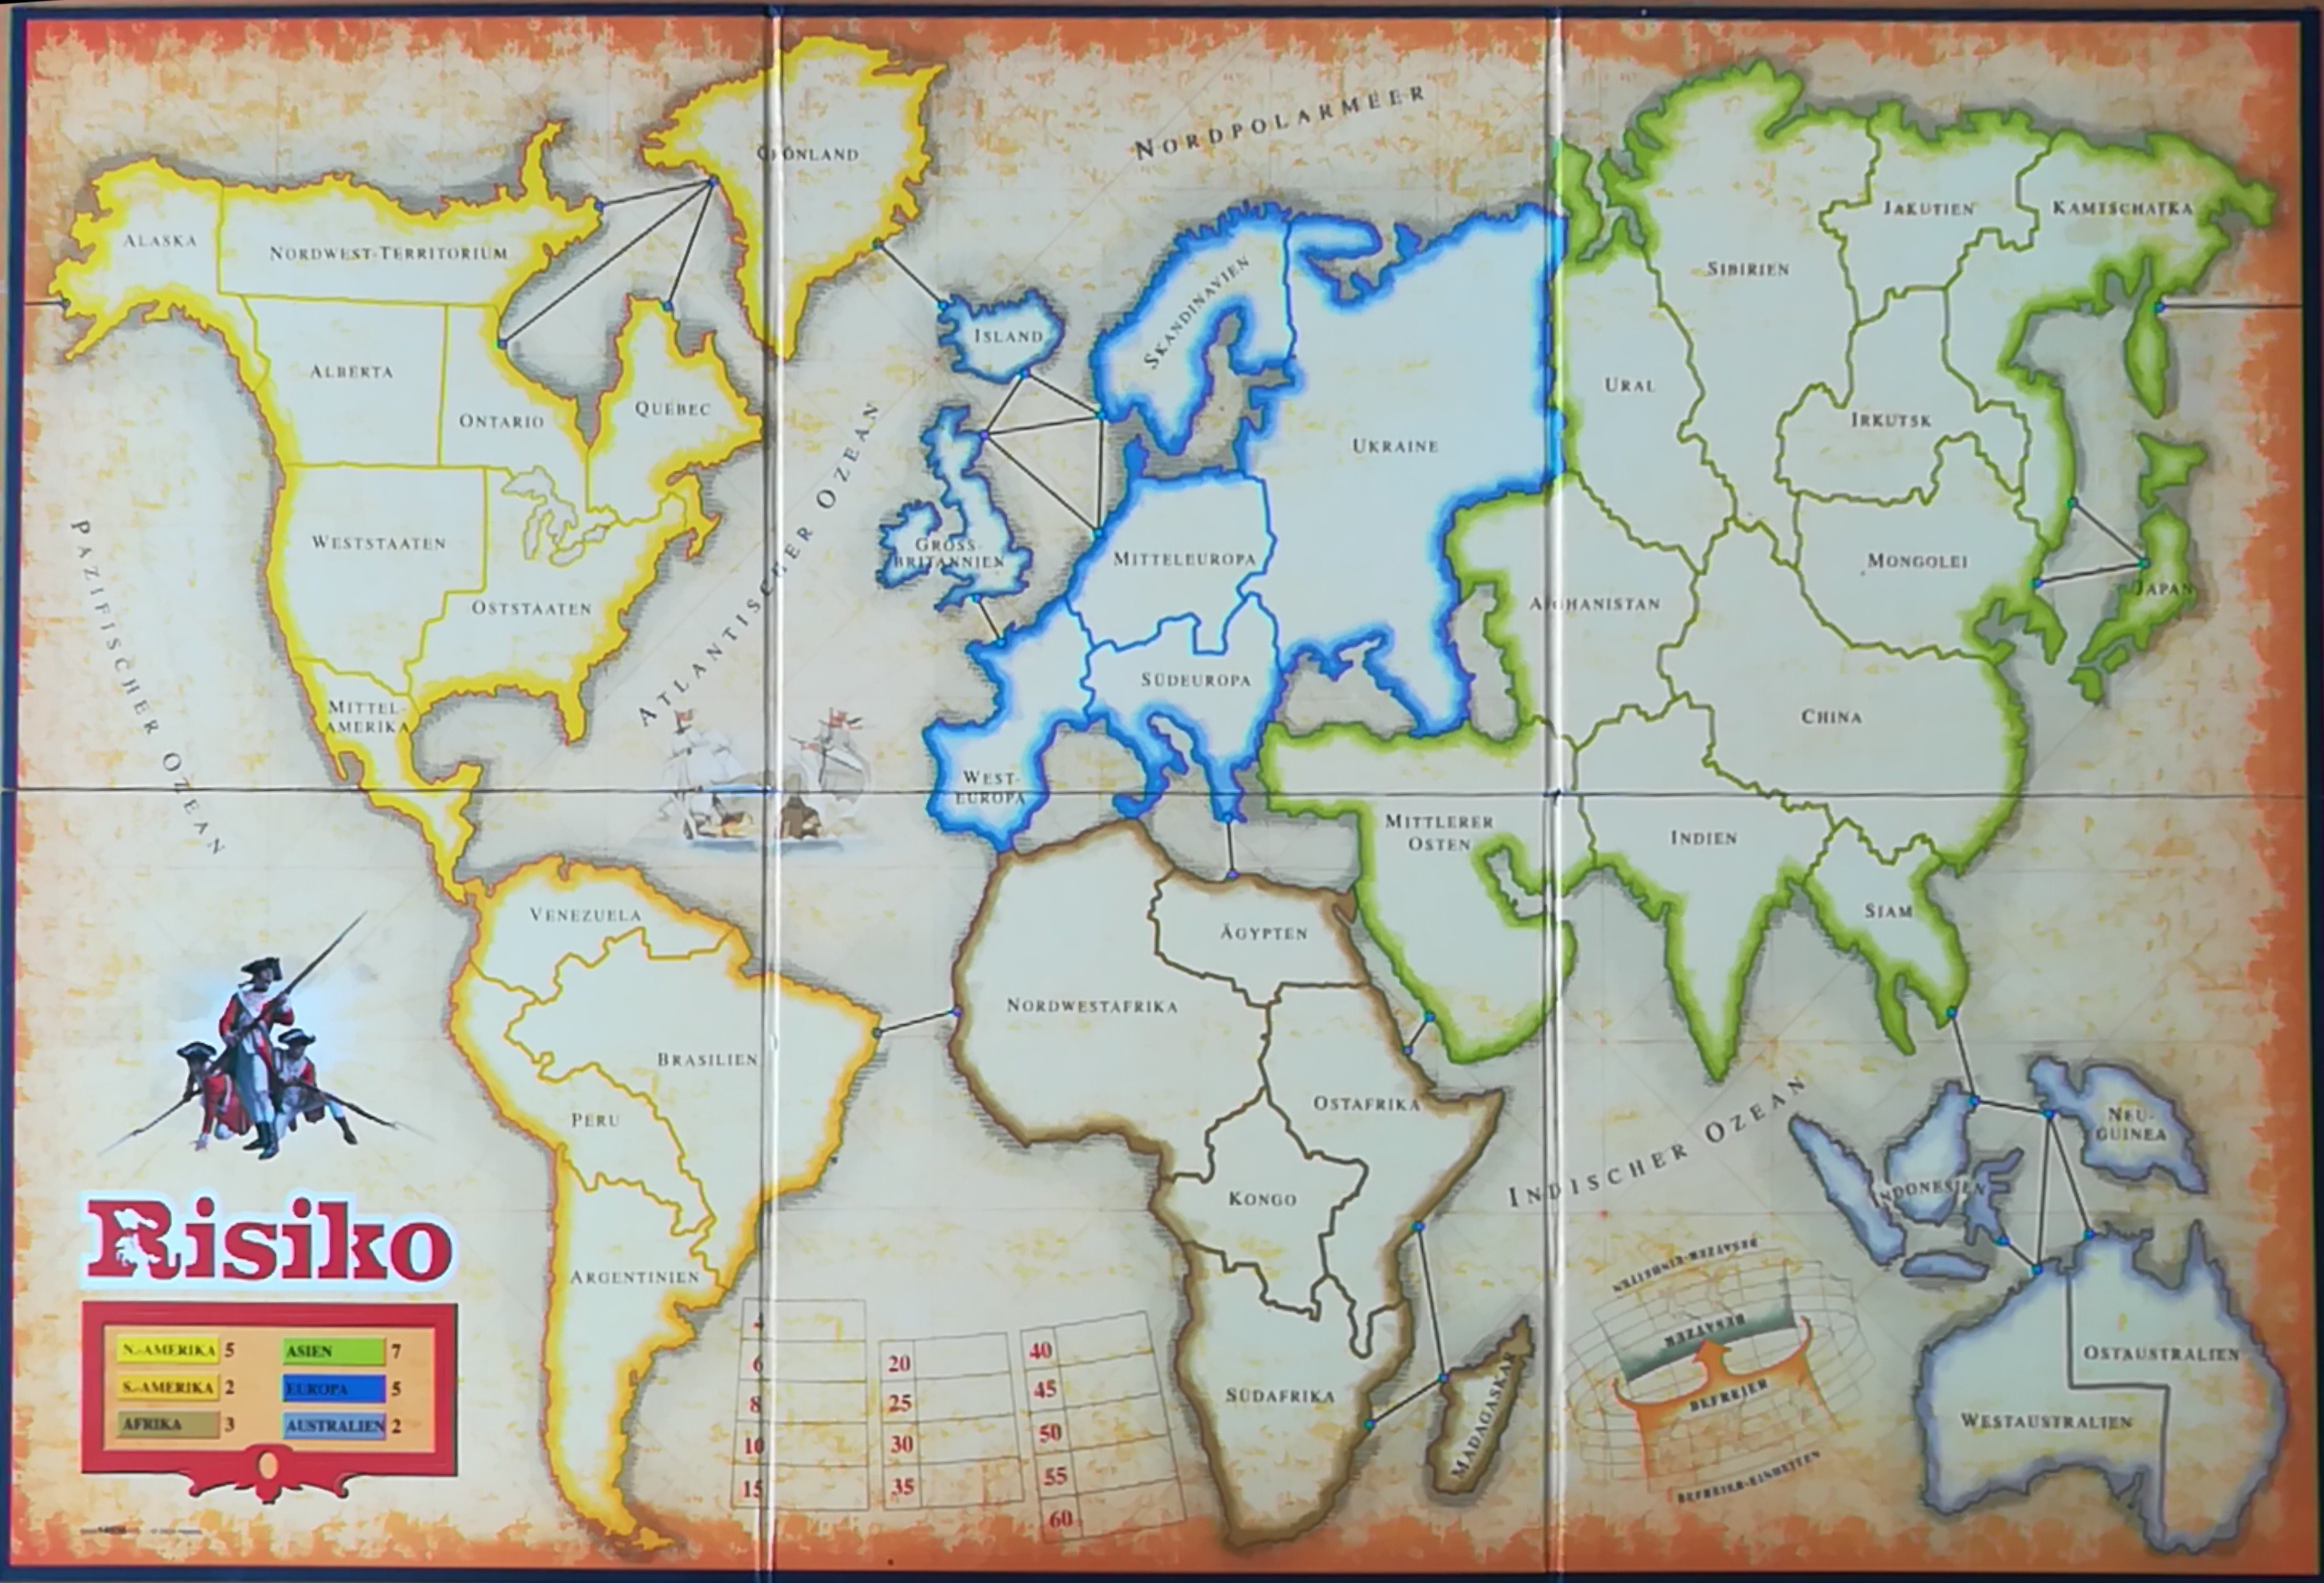 NORDPOLARMEER
GRÖNLAND
ALASKA
NORDWEST-TERRITORIUM
ISLAND
SKANDINAVIEN
SIBIRIEN
JAKUTIEN
KAMTSCHATKA
ALBERTA
ONTARIO
QUEBEC
UKRAINE
URAL
IRKUTSK
ATLANTISCHER OZEAN
PAZIFISCHER OZEAN
WESTSTAATEN
OSTSTAATEN
GROSS-
BRITANNIEN
MITTELEUROPA
AFGHANISTAN
MONGOLEI
JAPAN
MITTEL-
AMERIKA
SÜDEUROPA
CHINA
WEST-
EUROPA
MITTLERER
OSTEN
INDIEN
SIAM
VENEZUELA
ÄGYPTEN
NORDWESTAFRIKA
BRASILIEN
PERU
OSTAFRIKA
INDISCHER OZEAN
NEU-
GUINEA
INDONESIEN
KONGO
ARGENTINIEN
SÜDAFRIKA
MADAGASKAR
OSTAUSTRALIEN
WESTAUSTRALIEN
Risiko
N.-AMERIKA 5
S.-AMERIKA 2
AFRIKA 3
ASIEN 7
EUROPA 5
AUSTRALIEN 2
4
6
8
10
15
20
25
30
35
40
45
50
55
60
BESATZER-EINHEITEN
BESATZER
BEFREIER
BEFREIER-EINHEITEN